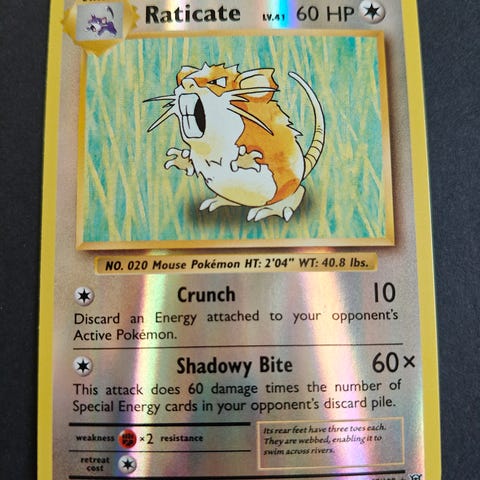 Raticate LV.41 60 HP
NO. 020 Mouse Pokémon HT: 2'04" WT: 40.8 lbs.
Crunch 10
Discard an Energy attached to your opponent's
Active Pokémon.
Shadowy Bite 60×
This attack does 60 damage times the number of
Special Energy cards in your opponent's discard pile.
weakness ×2 resistance
retreat
cost
Its rear feet have three toes each.
They are webbed, enabling it to
swim across rivers.